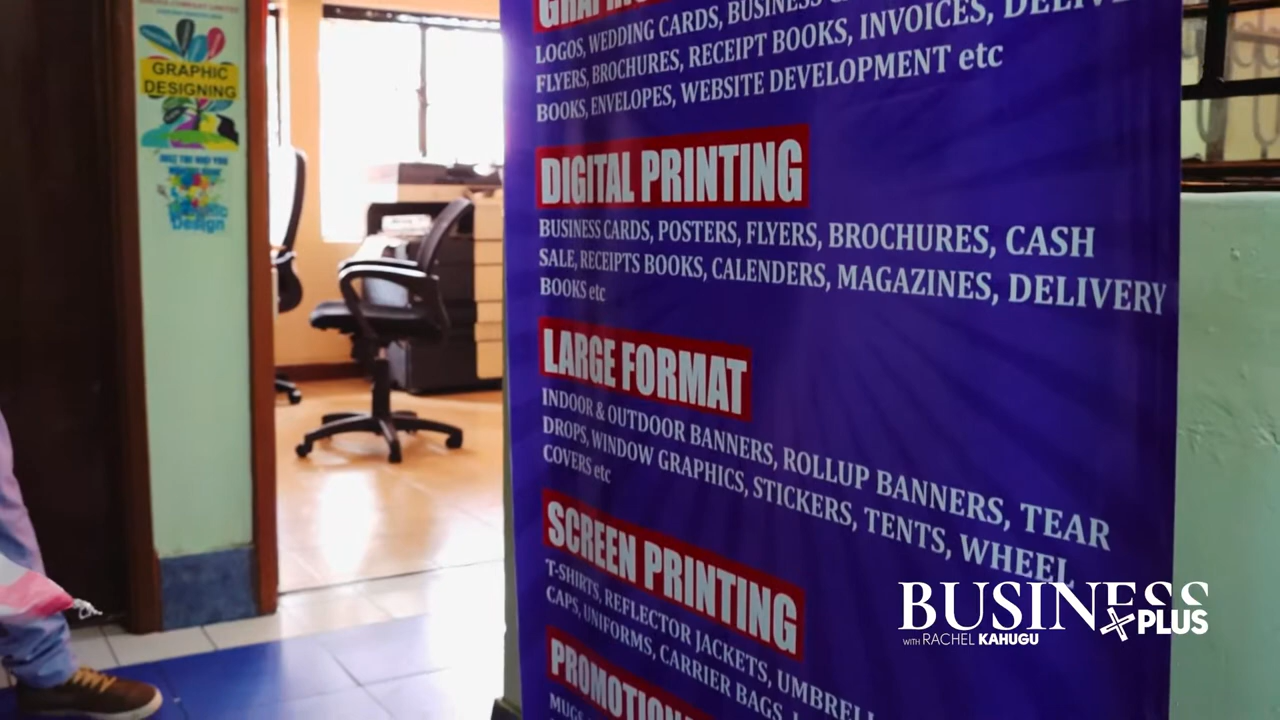 GRAPHIC
DESIGNING
Design
LOGOS, WEDDING CARDS, BUSINESS
FLYERS, BROCHURES, RECEIPT BOOKS, INVOICES,
BOOKS, ENVELOPES, WEBSITE DEVELOPMENT etc
DIGITAL PRINTING
BUSINESS CARDS, POSTERS, FLYERS, BROCHURES, CASH
SALE, RECEIPTS BOOKS, CALENDERS, MAGAZINES, DELIVERY
BOOKS etc
LARGE FORMAT
INDOOR & OUTDOOR BANNERS, ROLLUP BANNERS, TEAR
DROPS, WINDOW GRAPHICS, STICKERS, TENTS, WHEEL
COVERS etc
SCREEN PRINTING
T-SHIRTS, REFLECTOR JACKETS, UMBREL
CAPS, UNIFORMS, CARRIER BAGS,
PROMOTIONA
BUSINESS
PLUS
WITH RACHEL KAHUGU